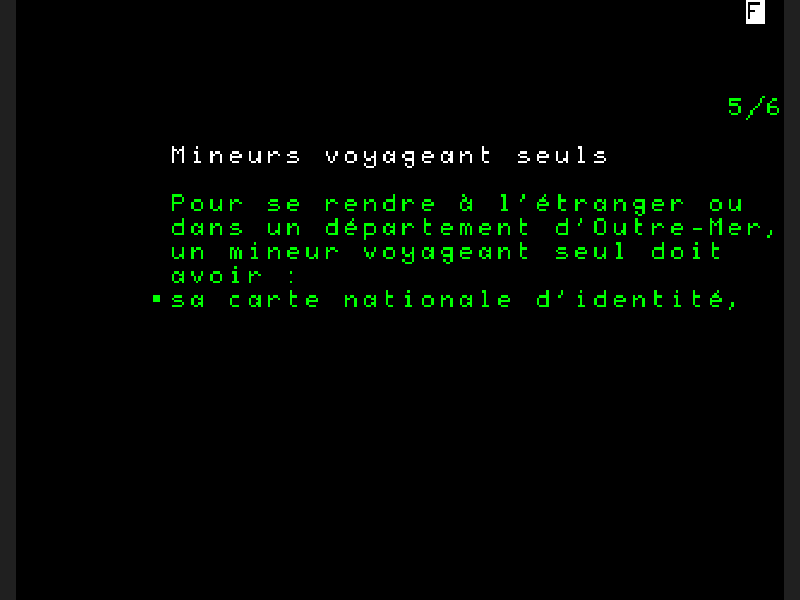 F
5/6
Mineurs voyageant seuls
Pour se rendre à l'étranger ou
dans un département d'Outre-Mer,
un mineur voyageant seul doit
avoir :
▪sa carte nationale d'identité,